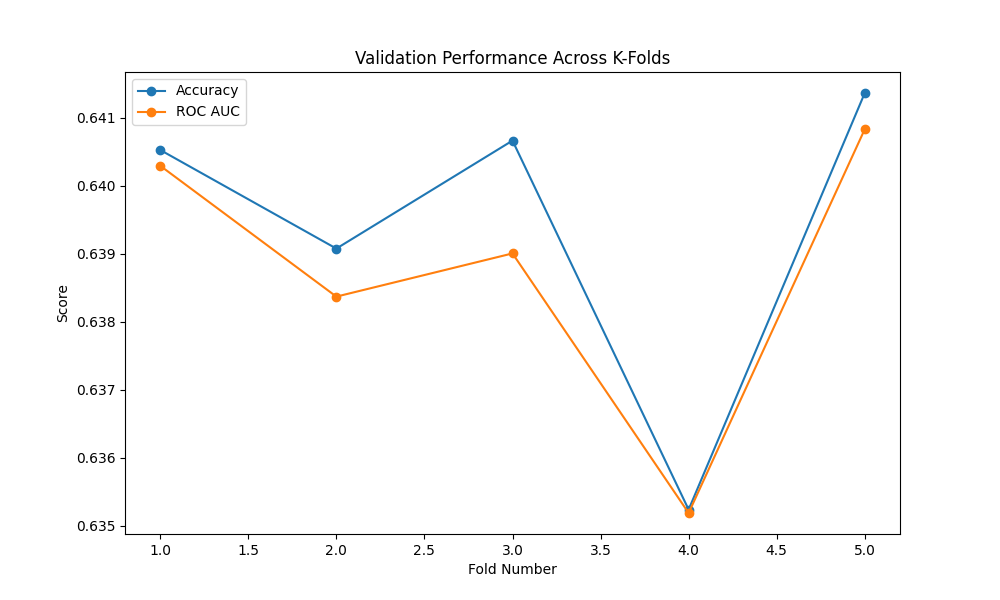 Validation Performance Across K-Folds
Accuracy
ROC AUC
0.641
0.640
0.639
0.638
0.637
0.636
0.635
Score
1.0 1.5 2.0 2.5 3.0 3.5 4.0 4.5 5.0
Fold Number